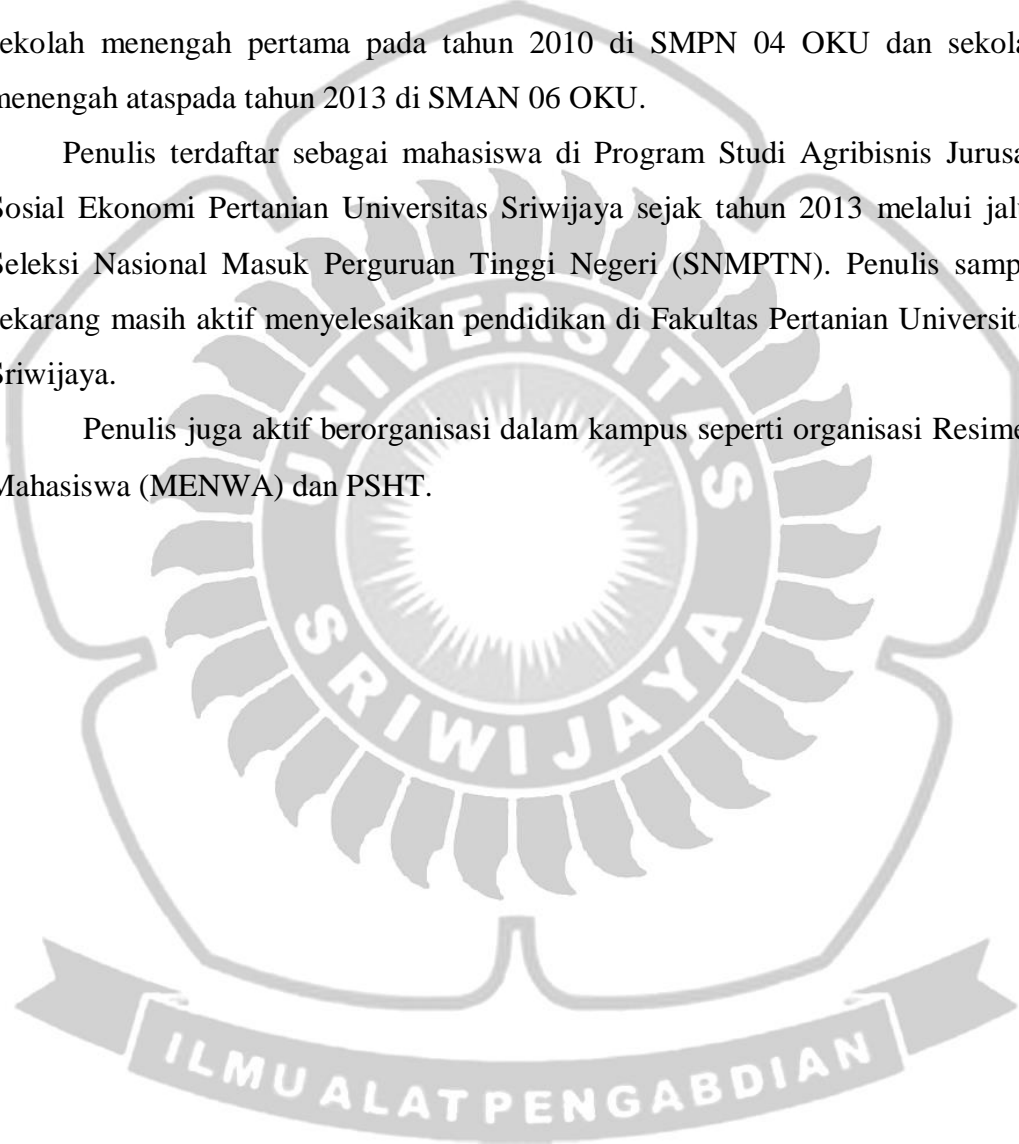 sekolah menengah pertama pada tahun 2010 di SMPN 04 OKU dan sekola
menengah ataspada tahun 2013 di SMAN 06 OKU.
Penulis terdaftar sebagai mahasiswa di Program Studi Agribisnis Jurusa
Sosial Ekonomi Pertanian Universitas Sriwijaya sejak tahun 2013 melalui jal
Seleksi Nasional Masuk Perguruan Tinggi Negeri (SNMPTN). Penulis samp
sekarang masih aktif menyelesaikan pendidikan di Fakultas Pertanian Universita
Sriwijaya.
Penulis juga aktif berorganisasi dalam kampus seperti organisasi Resime
Mahasiswa (MENWA) dan PSHT.
UNIVERSITAS
SRIWIJAYA
ILMU ALAT PENGABDIAN